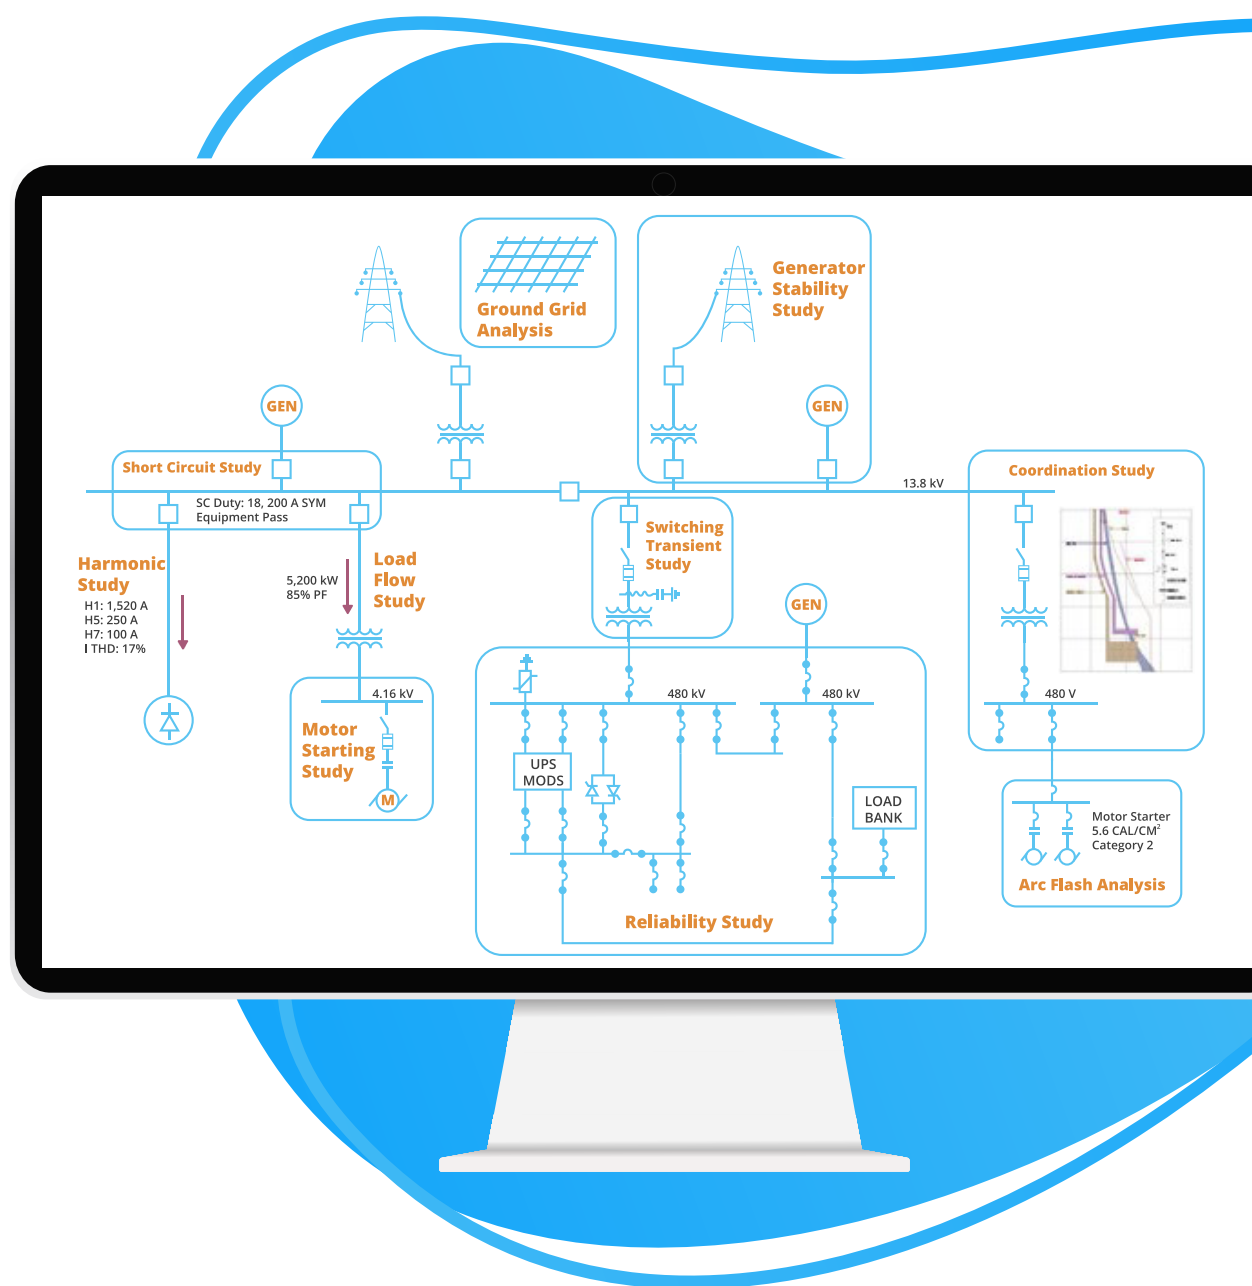 Ground Grid
Analysis
Generator
Stability
Study
GEN
GEN
Short Circuit Study
SC Duty: 18, 200 A SYM
Equipment Pass
13.8 kV
Coordination Study
Harmonic
Study
H1: 1,520 A
H5: 250 A
H7: 100 A
I THD: 17%
5,200 kW
85% PF
Load
Flow
Study
Switching
Transient
Study
GEN
4.16 kV
Motor
Starting
Study
M
480 kV
480 kV
480 V
UPS
MODS
LOAD
BANK
Reliability Study
Motor Starter
5.6 CAL/CM²
Category 2
Arc Flash Analysis